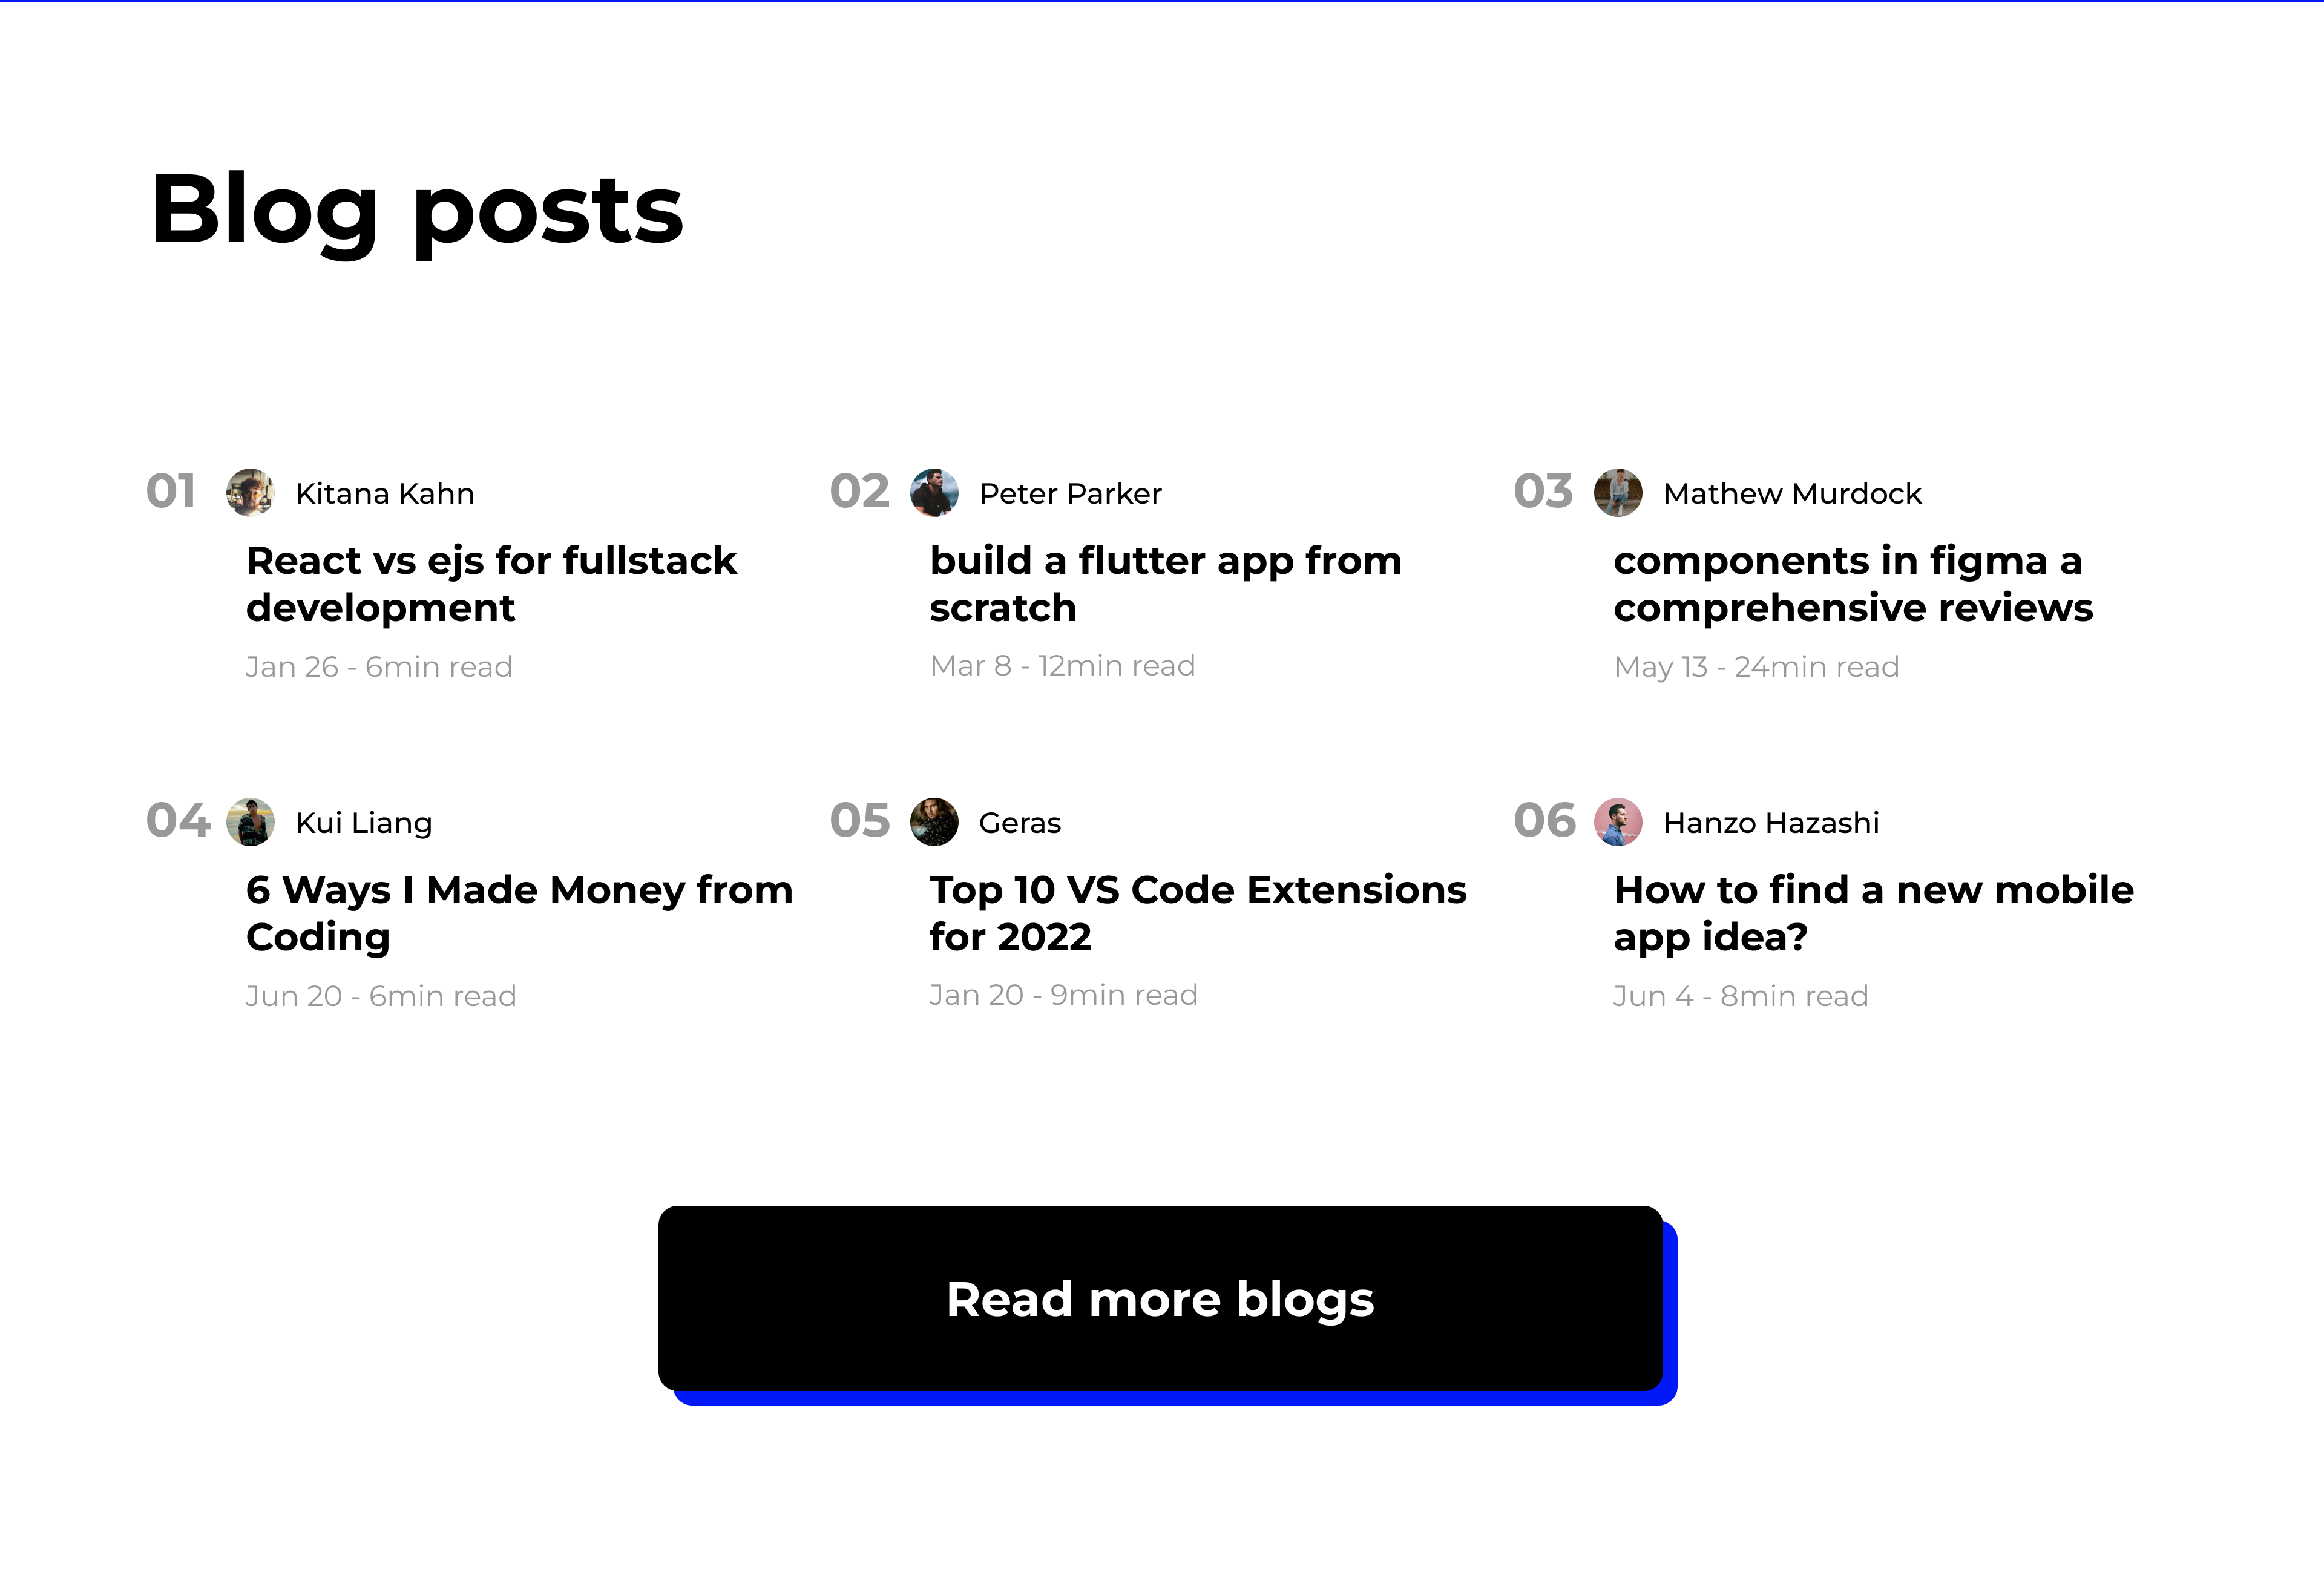 Blog posts
01 Kitana Kahn
React vs ejs for fullstack
development
Jan 26 - 6min read
02 Peter Parker
build a flutter app from
scratch
Mar 8 - 12min read
03 Mathew Murdock
components in figma a
comprehensive reviews
May 13 - 24min read
04 Kui Liang
6 Ways I Made Money from
Coding
Jun 20 - 6min read
05 Geras
Top 10 VS Code Extensions
for 2022
Jan 20 - 9min read
06 Hanzo Hazashi
How to find a new mobile
app idea?
Jun 4 - 8min read
Read more blogs